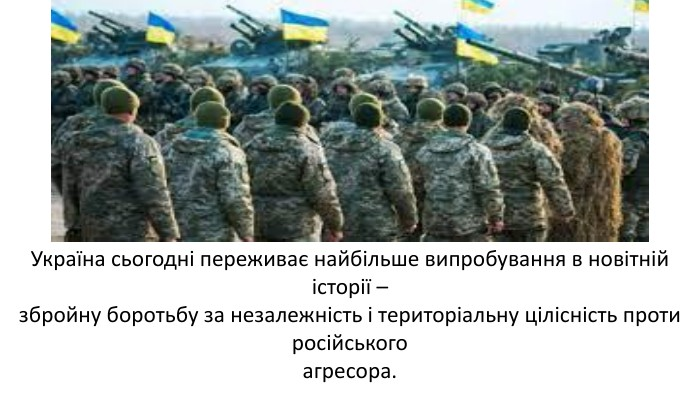 Україна сьогодні переживає найбільше випробування в новітній
історії –
збройну боротьбу за незалежність і територіальну цілісність проти
російського
агресора.